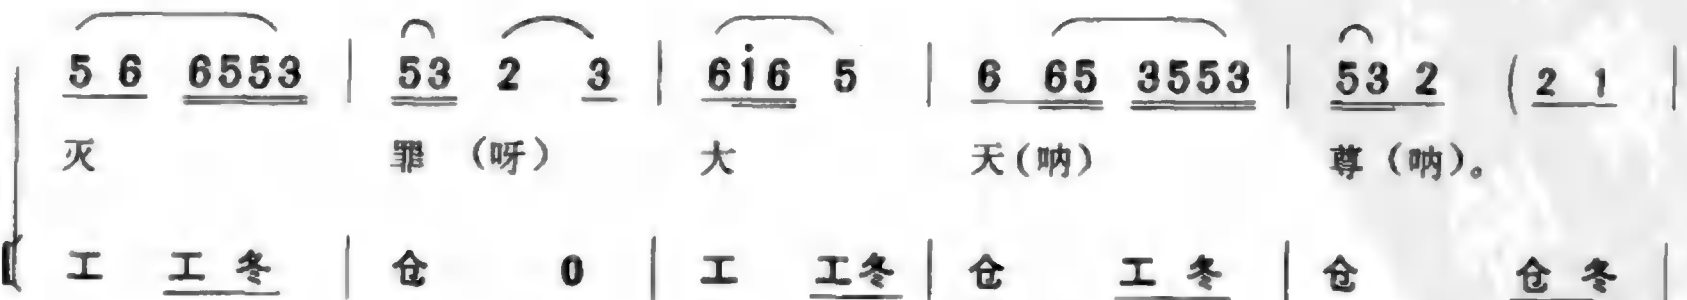 5 6 6553 | 53 2 3 | 6i6 5 | 6 65 3553 | 53 2 (2 1 |
灭 罪（呀） 大 天（呐） 尊（呐）。
工 工冬 | 仓 0 | 工 工冬 | 仓 工冬 | 仓 仓冬 |